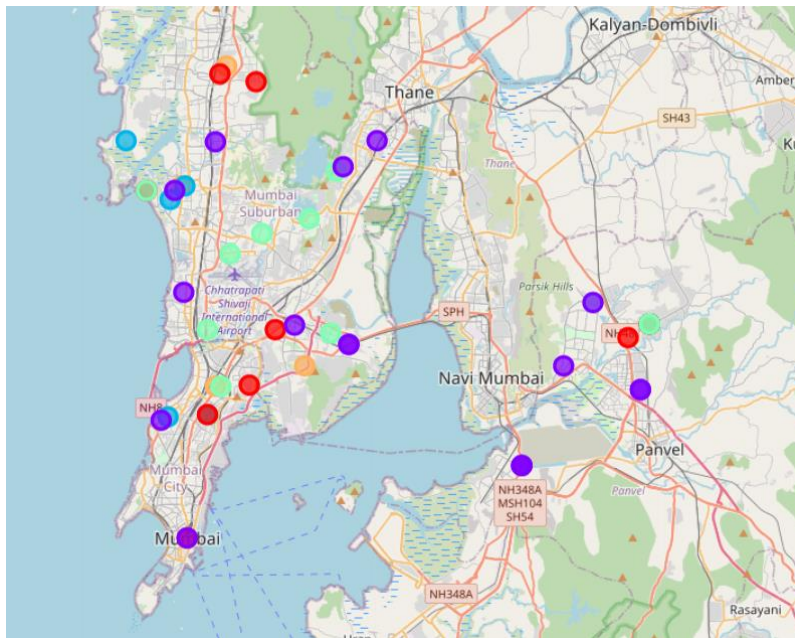 Kalyan-Dombivli
Thane
Amber
SH43
Thane
Mumbai
Suburban
Parsik Hills
Chhatrapati
Shivaji
International
Airport
SPH
Navi Mumbai
NH8
Panvel
Mumbai
City
Panvel
NH348A
MSH104
SH54
Mumbai
NH348A
Rasayani